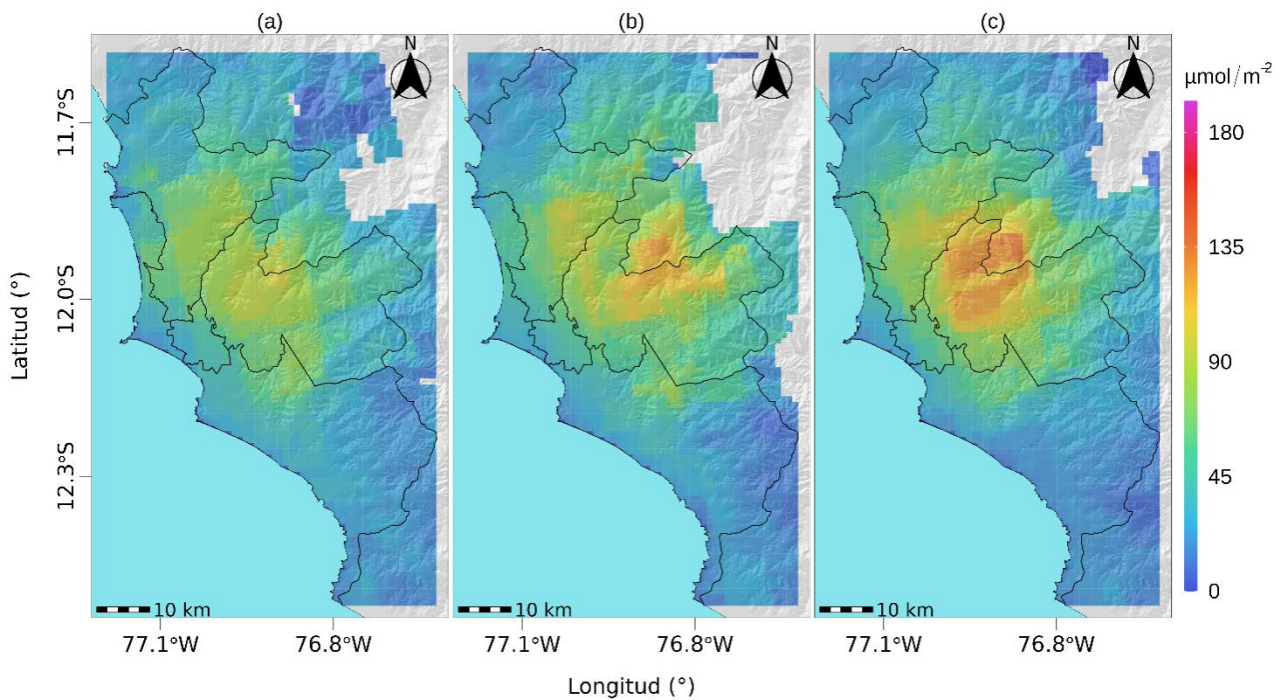 (a)
(b)
(c)
N
N
N
µmol/m⁻²
180
135
90
45
0
11.7°S
12.0°S
12.3°S
Latitud (°)
10 km
10 km
10 km
77.1°W
76.8°W
77.1°W
76.8°W
77.1°W
76.8°W
Longitud (°)